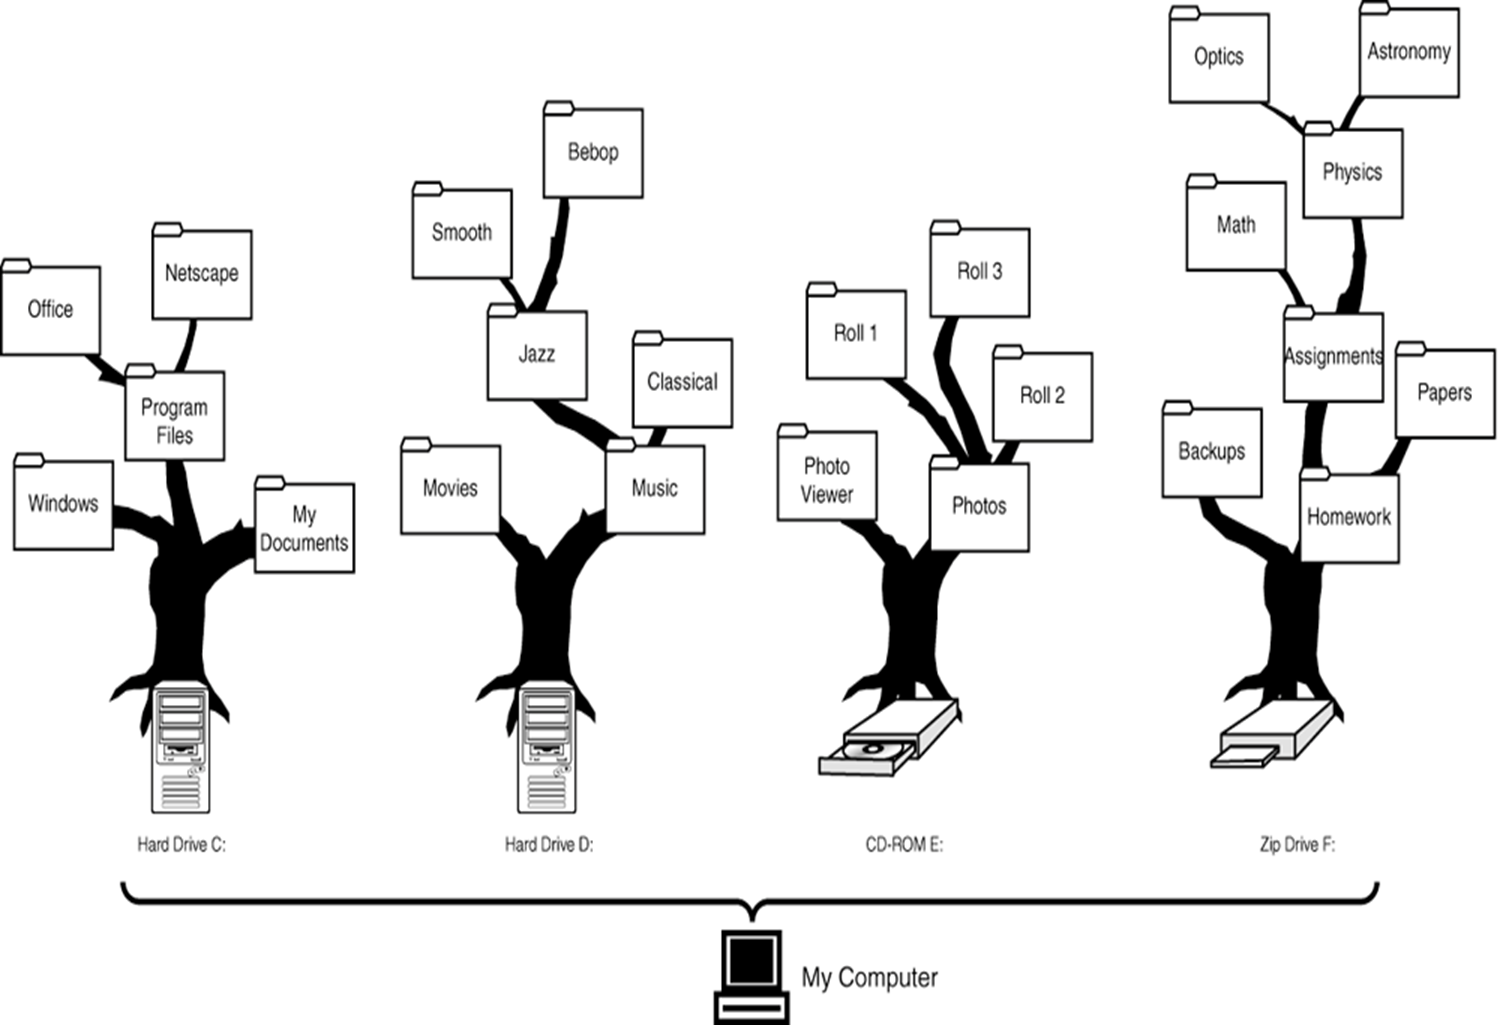 Office
Netscape
Program
Files
Windows
My
Documents
Hard Drive C:
Bebop
Smooth
Jazz
Classical
Movies
Music
Hard Drive D:
Roll 3
Roll 1
Roll 2
Photo
Viewer
Photos
CD-ROM E:
Optics
Astronomy
Physics
Math
Assignments
Papers
Backups
Homework
Zip Drive F:
My Computer